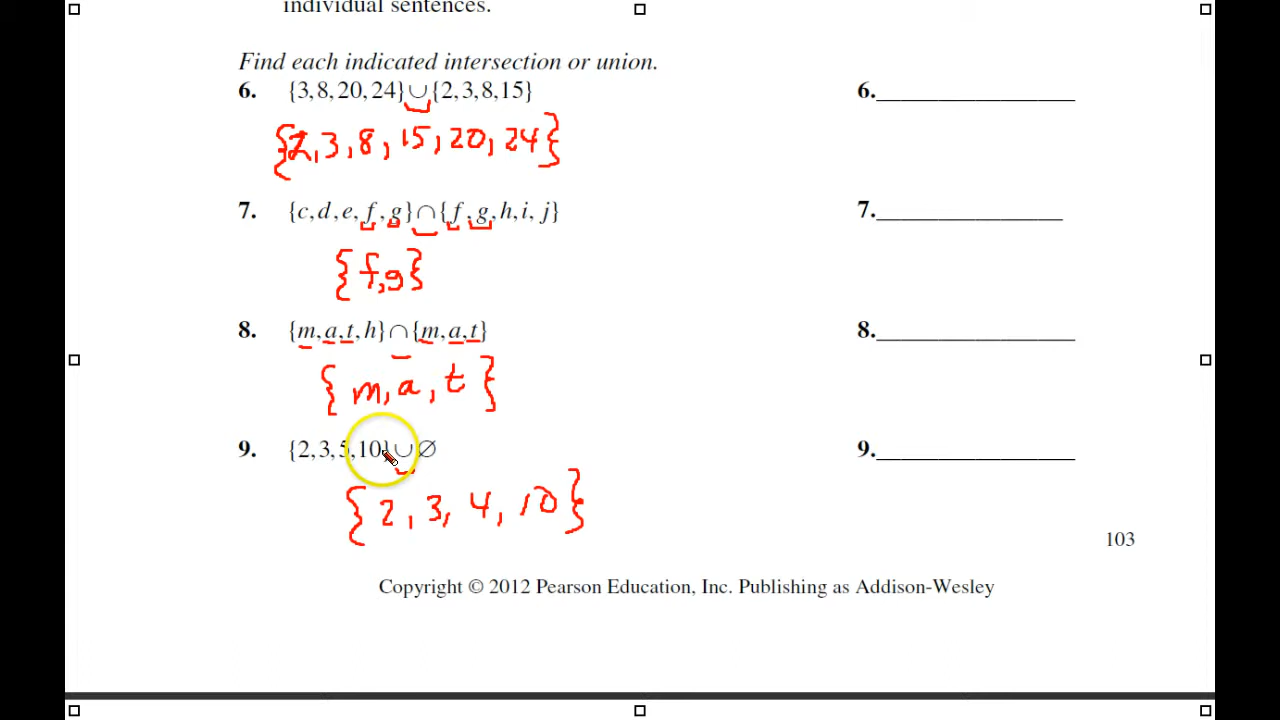 individual sentences.
Find each indicated intersection or union.
6. {3,8,20,24}∪{2,3,8,15} 6.
{2,3,8,15,20,24}
7. {c,d,e,f,g}∩{f,g,h,i,j} 7.
{f,g}
8. {m,a,t,h}∩{m,a,t} 8.
{m,a,t}
9. {2,3,5,10}∪∅ 9.
{2,3,4,10}
103
Copyright © 2012 Pearson Education, Inc. Publishing as Addison-Wesley